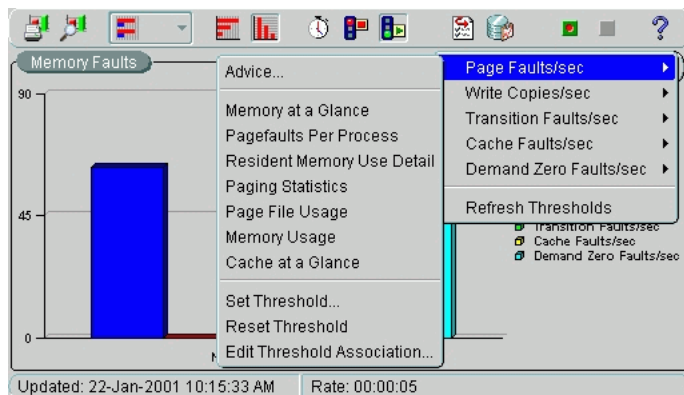 Memory Faults
90
45
0
Advice...
Memory at a Glance
Pagefaults Per Process
Resident Memory Use Detail
Paging Statistics
Page File Usage
Memory Usage
Cache at a Glance
Set Threshold...
Reset Threshold
Edit Threshold Association...
Page Faults/sec
Write Copies/sec
Transition Faults/sec
Cache Faults/sec
Demand Zero Faults/sec
Refresh Thresholds
Transition Faults/sec
Cache Faults/sec
Demand Zero Faults/sec
Updated: 22-Jan-2001 10:15:33 AM
Rate: 00:00:05